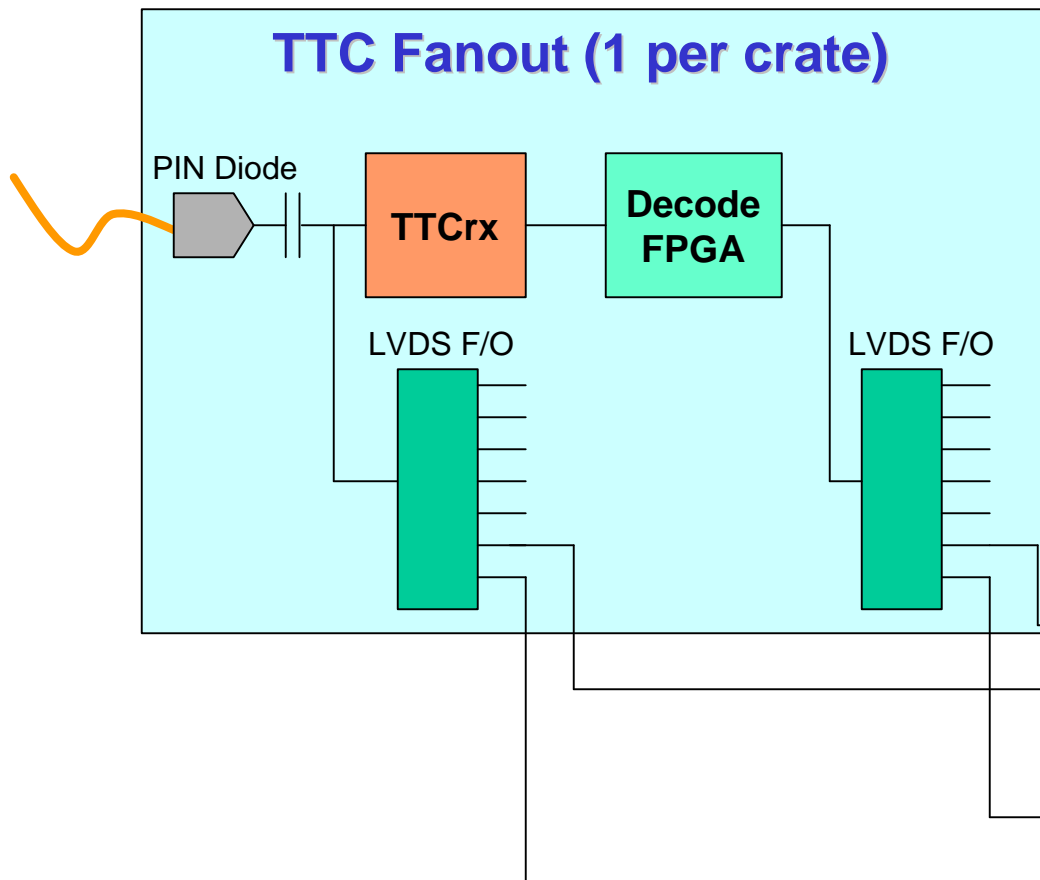 TTC Fanout (1 per crate)
PIN Diode
TTCrx
Decode
FPGA
LVDS F/O
LVDS F/O